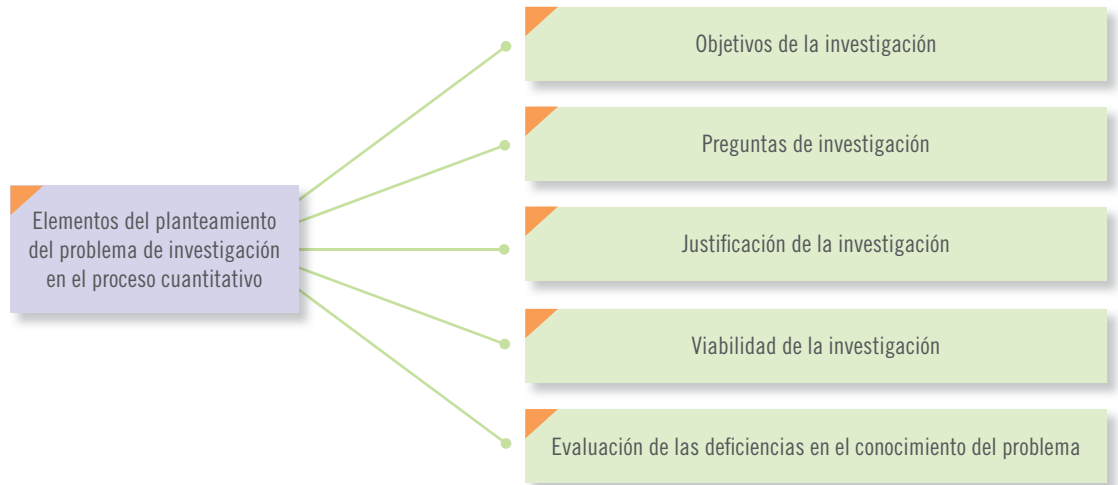 Objetivos de la investigación
Preguntas de investigación
Elementos del planteamiento
del problema de investigación
en el proceso cuantitativo
Justificación de la investigación
Viabilidad de la investigación
Evaluación de las deficiencias en el conocimiento del problema